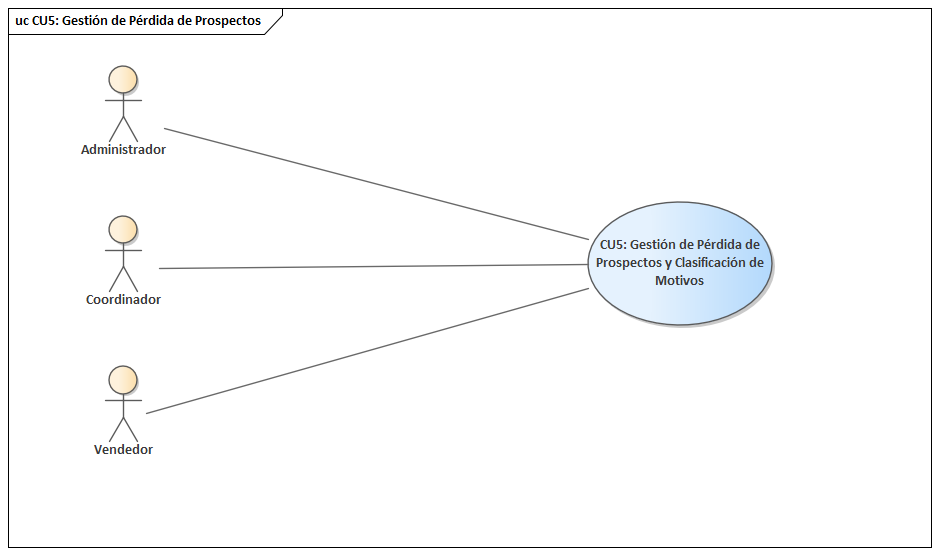 uc CU5: Gestión de Pérdida de Prospectos
Administrador
Coordinador
CU5: Gestión de Pérdida de
Prospectos y Clasificación de
Motivos
Vendedor